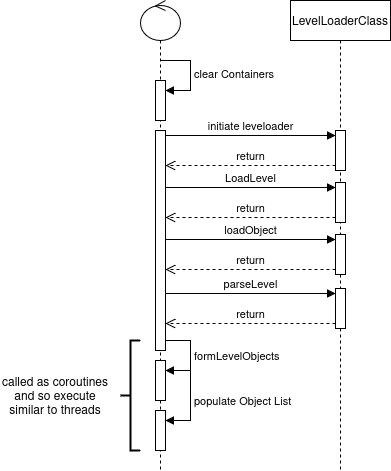 LevelLoaderClass
clear Containers
initiate leveloader
return
LoadLevel
return
loadObject
return
parseLevel
return
formLevelObjects
called as coroutines
and so execute
similar to threads
populate Object List